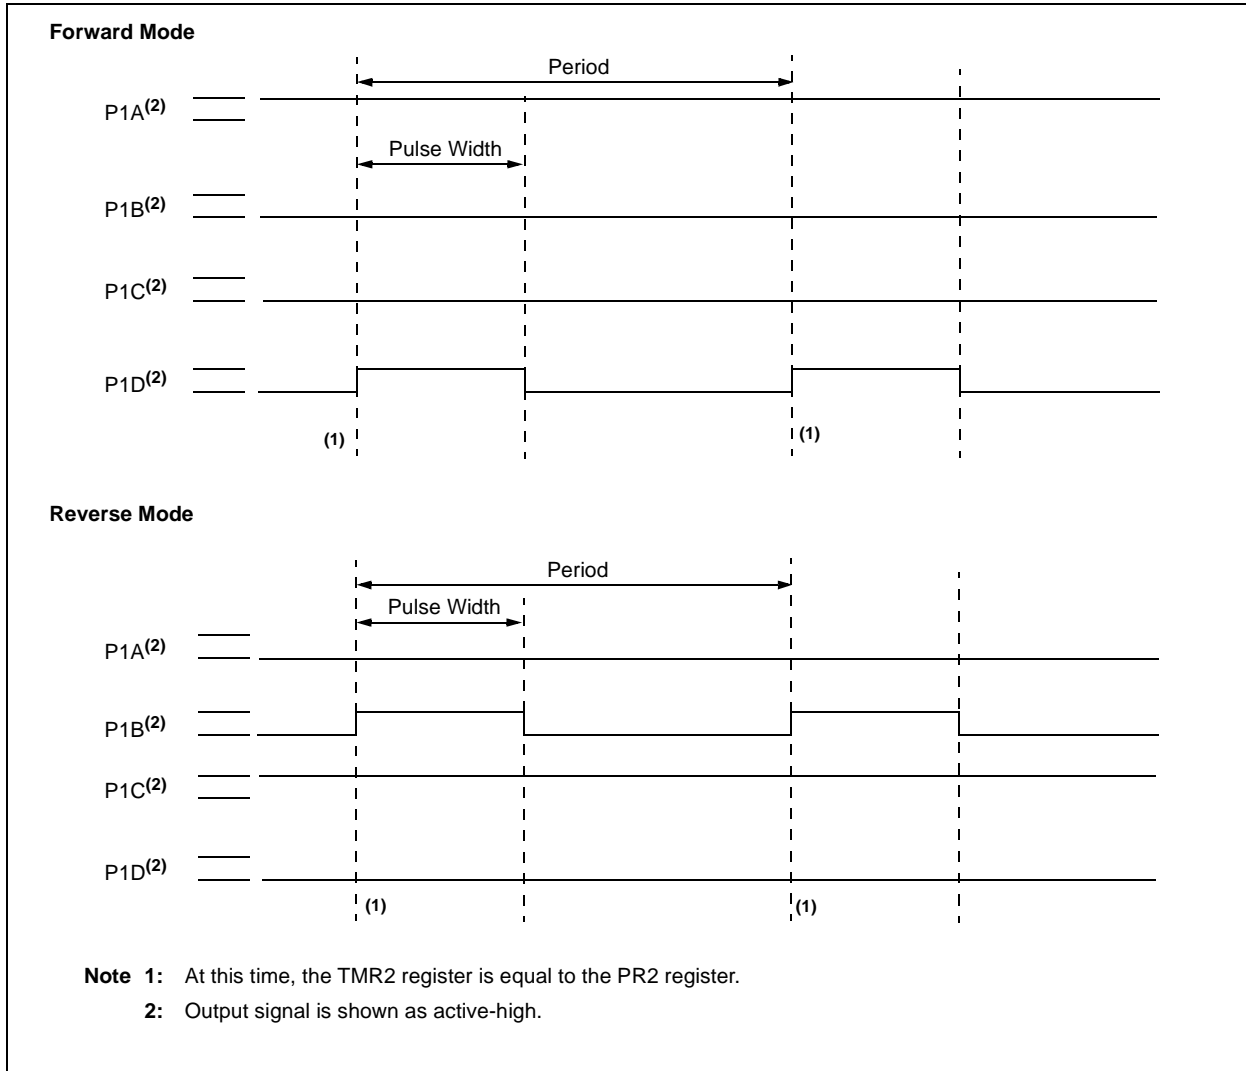 Forward Mode
Period
P1A(2)
Pulse Width
P1B(2)
P1C(2)
P1D(2)
(1) (1)
Reverse Mode
Period
Pulse Width
P1A(2)
P1B(2)
P1C(2)
P1D(2)
(1) (1)
Note 1: At this time, the TMR2 register is equal to the PR2 register.
2: Output signal is shown as active-high.